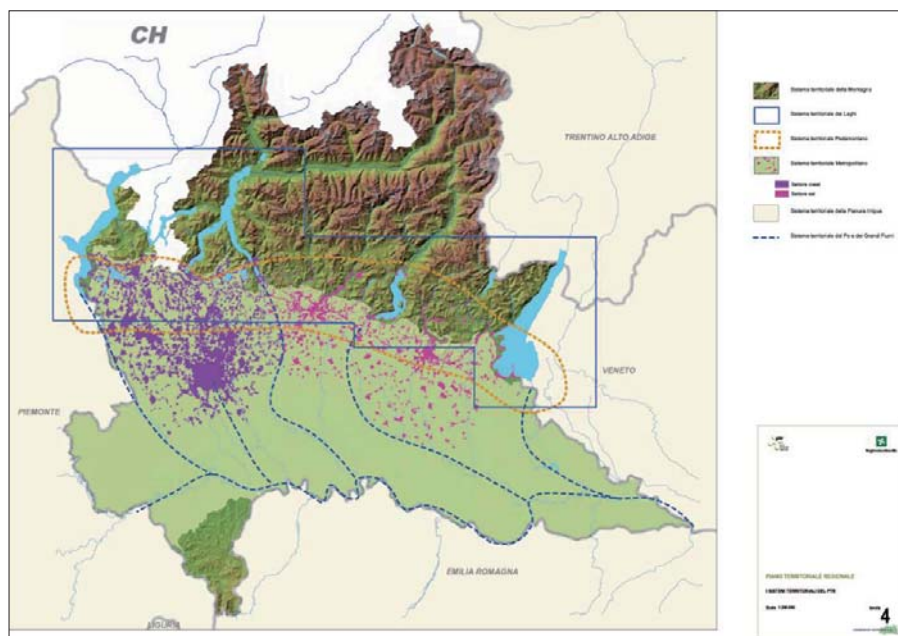 CH
TRENTINO ALTO ADIGE
VENETO
PIEMONTE
EMILIA ROMAGNA
LIGURIA
Sistema territoriale della Montagna
Sistema territoriale dei Laghi
Sistema territoriale Pedemontano
Sistema territoriale Metropolitano
Settore ovest
Settore est
Sistema territoriale della Pianura Irrigua
Sistema territoriale del Po e dei Grandi Fiumi
PIANO TERRITORIALE REGIONALE
I SISTEMI TERRITORIALI DEL PTR
Scala
4